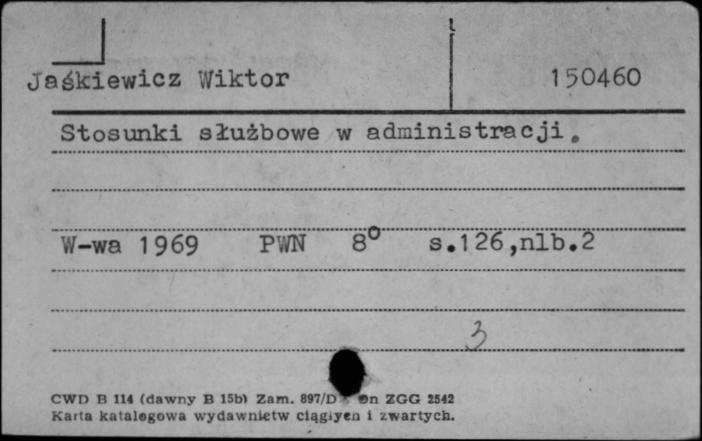 Jaśkiewicz Wiktor 150460
Stosunki służbowe w administracji.
W-wa 1969 PWN 8° s.126,nlb.2
3
CWD B 114 (dawny B 15b) Zam. 897/D ZGG 2542
Karta katalogowa wydawnictw ciągłych i zwartych.